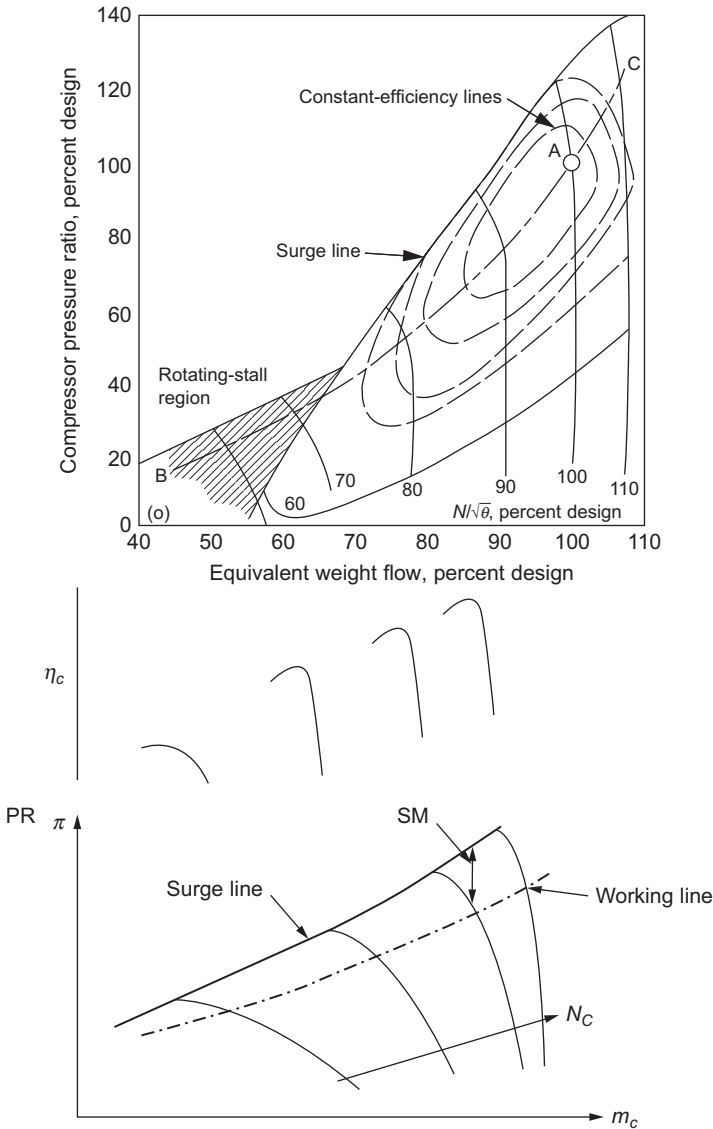 140
120
100
80
60
40
20
0
Compressor pressure ratio, percent design
Constant-efficiency lines
A
C
Surge line
Rotating-stall
region
B
(o)
60
70
80
90
100
110
N/√θ, percent design
40
50
60
70
80
90
100
110
Equivalent weight flow, percent design
ηc
PR
π
SM
Surge line
Working line
NC
mc